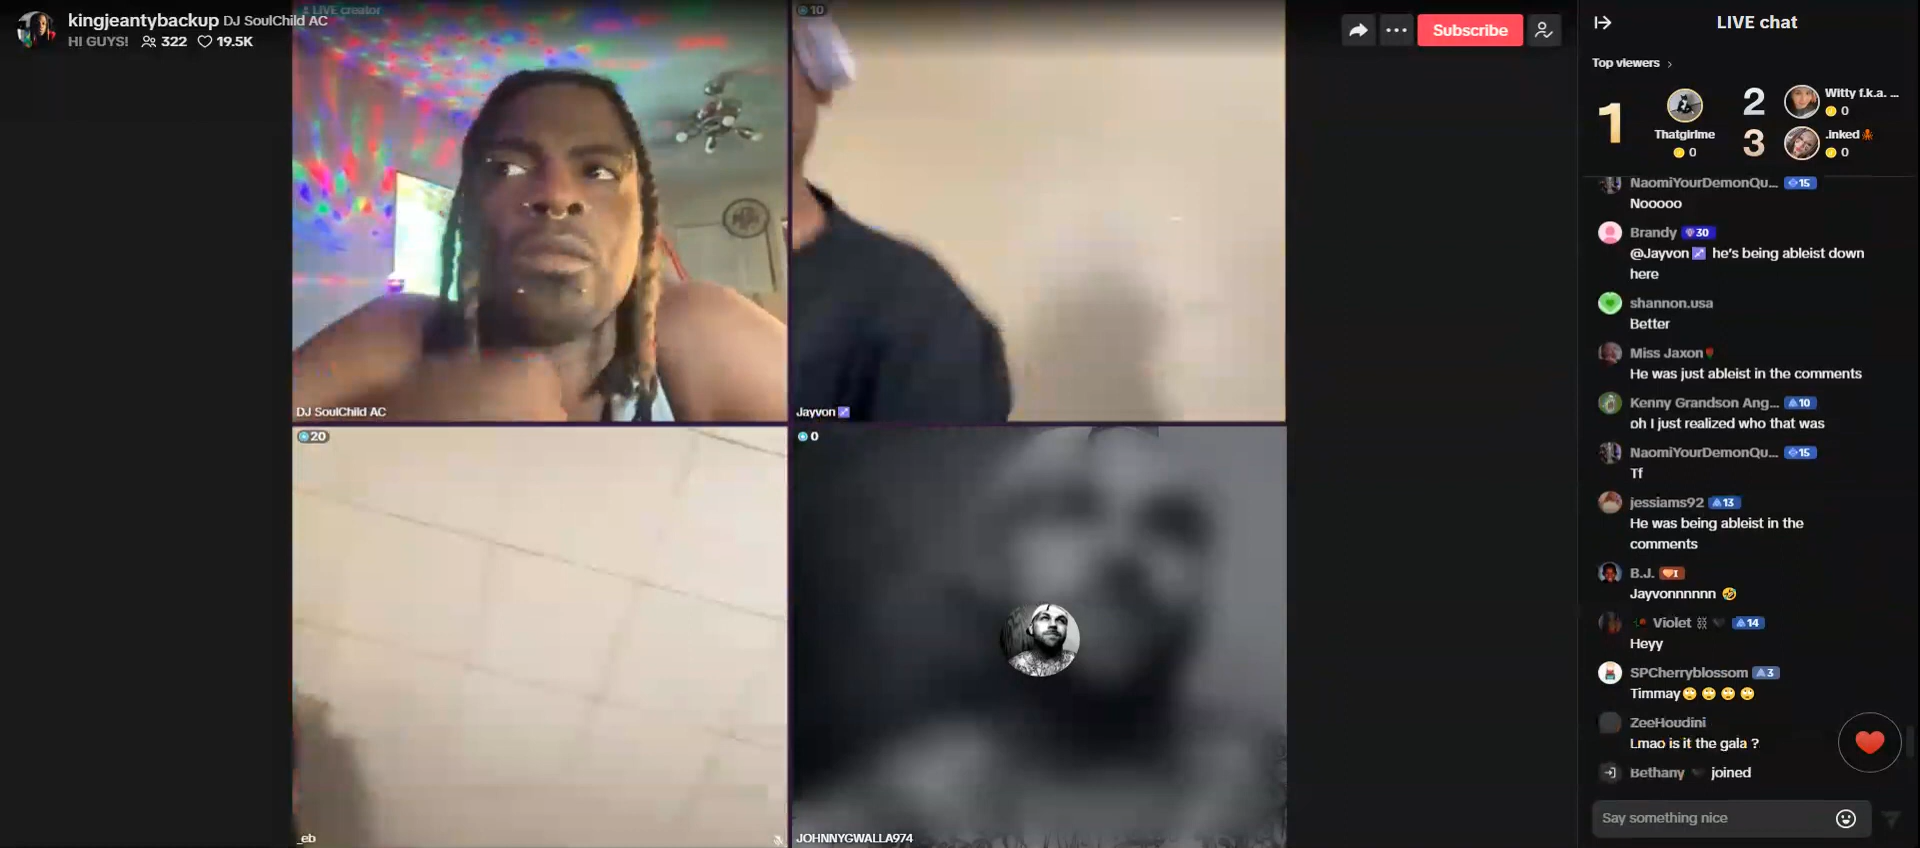 kingjeantybackup DJ SoulChild AC
HI GUYS! 322 19.5K
LIVE creator
10
Subscribe
LIVE chat
Top viewers
1
Thatgirlme
0
2
Witty f.k.a. ...
0
3
.inked
0
NaomiYourDemonQu... 15
Nooooo
Brandy 30
@Jayvon he's being ableist down
here
shannon.usa
Better
Miss Jaxon
He was just ableist in the comments
Kenny Grandson Ang... 10
oh I just realized who that was
NaomiYourDemonQu... 15
Tf
jessiams92 13
He was being ableist in the
comments
B.J. I
Jayvonnnnnn 🤣
Violet ⛓ 🖤 14
Heyy
SPCherryblossom 3
Timmay🙄 🙄 🙄 🙄
ZeeHoudini
Lmao is it the gala ?
Bethany 🖤 joined
Say something nice
DJ SoulChild AC
Jayvon
20
0
_eb
JOHNNYGWALLA974